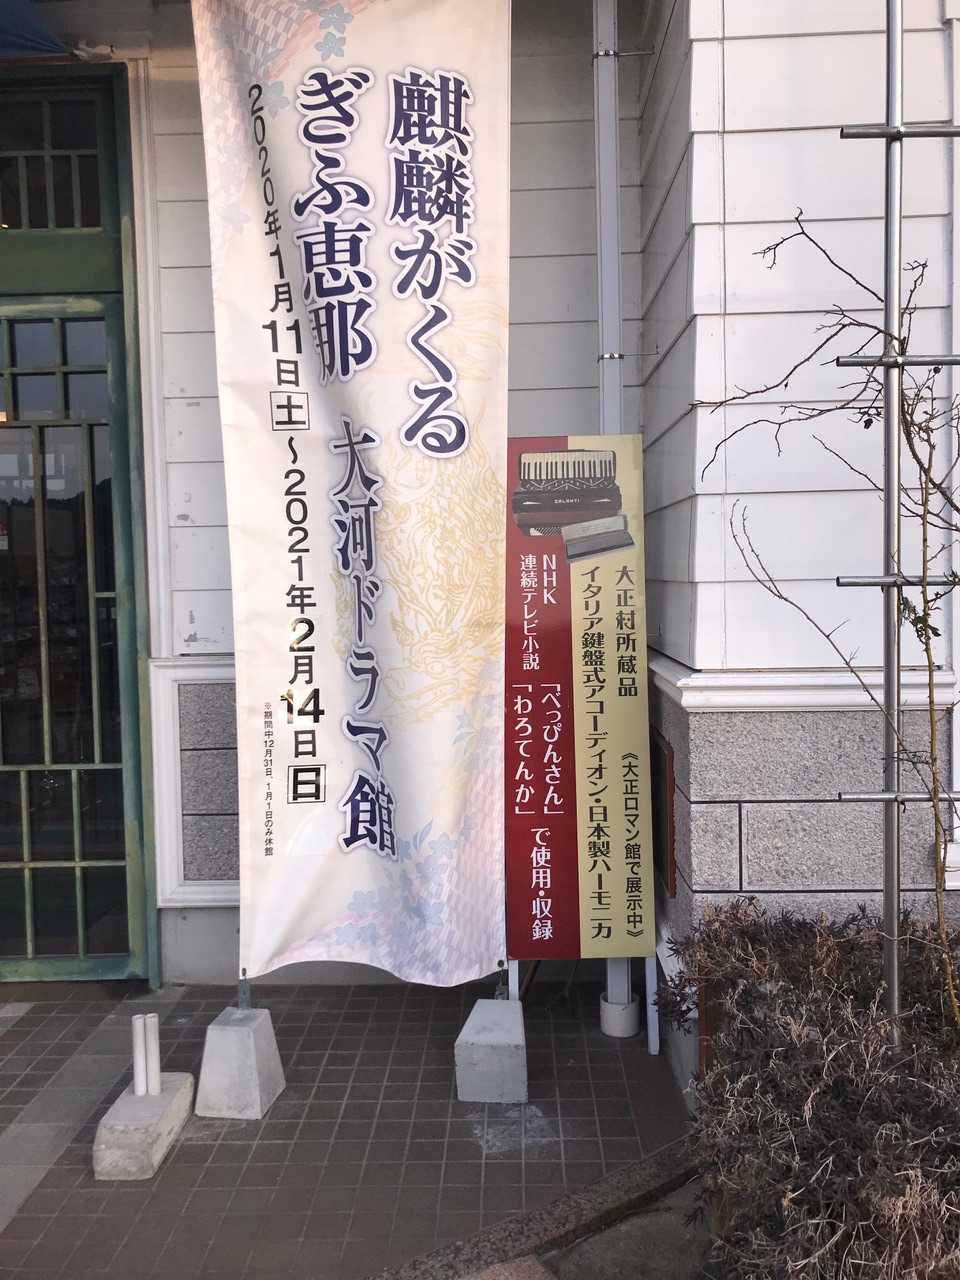 麒麟がくる
ぎふ恵那 大河ドラマ館
2020年1月11日土～2021年2月14日日
※期間中12月31日、1月1日のみ休館
大正村所蔵品
イタリア鍵盤式アコーディオン・日本製ハーモニカ
《大正ロマン館で展示中》
NHK
連続テレビ小説
「べっぴんさん」
「わろてんか」
で使用・収録